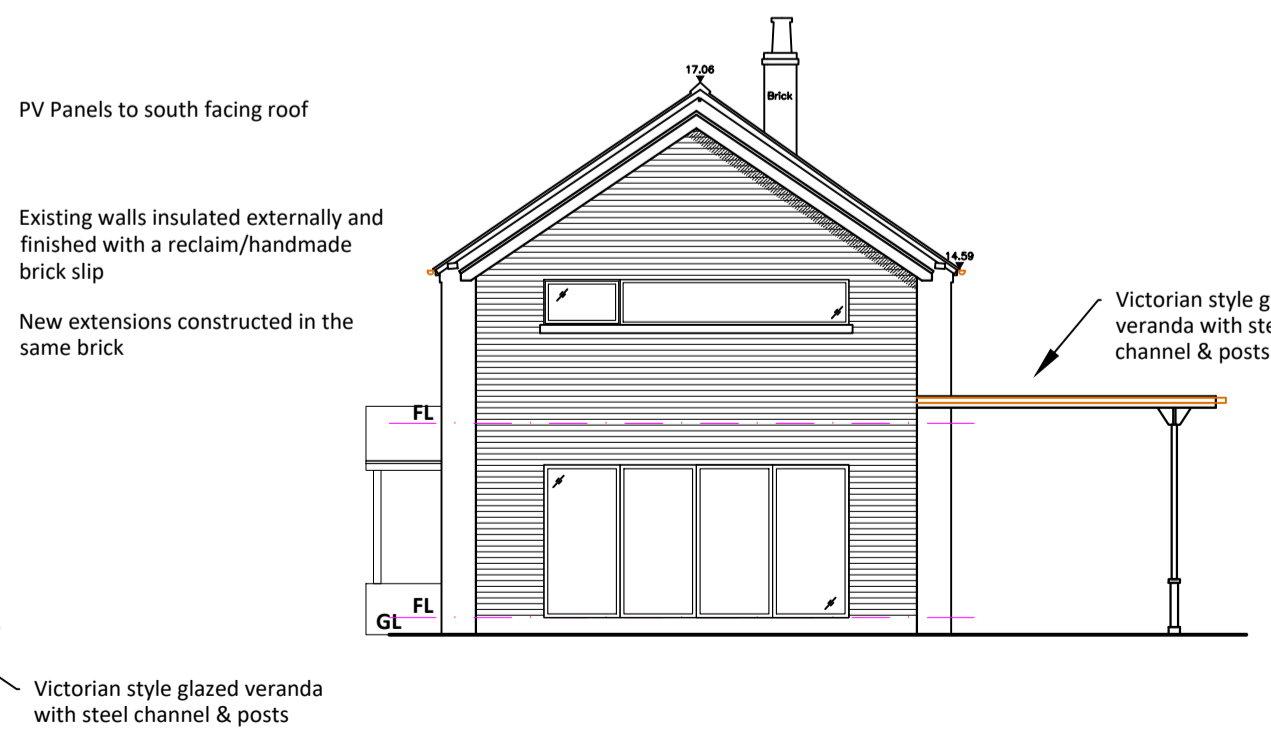 17.06
Brick
PV Panels to south facing roof
Existing walls insulated externally and
finished with a reclaim/handmade
brick slip
14.59
New extensions constructed in the
same brick
Victorian style
veranda with
channel & posts
FL
FL
GL
Victorian style glazed veranda
with steel channel & posts